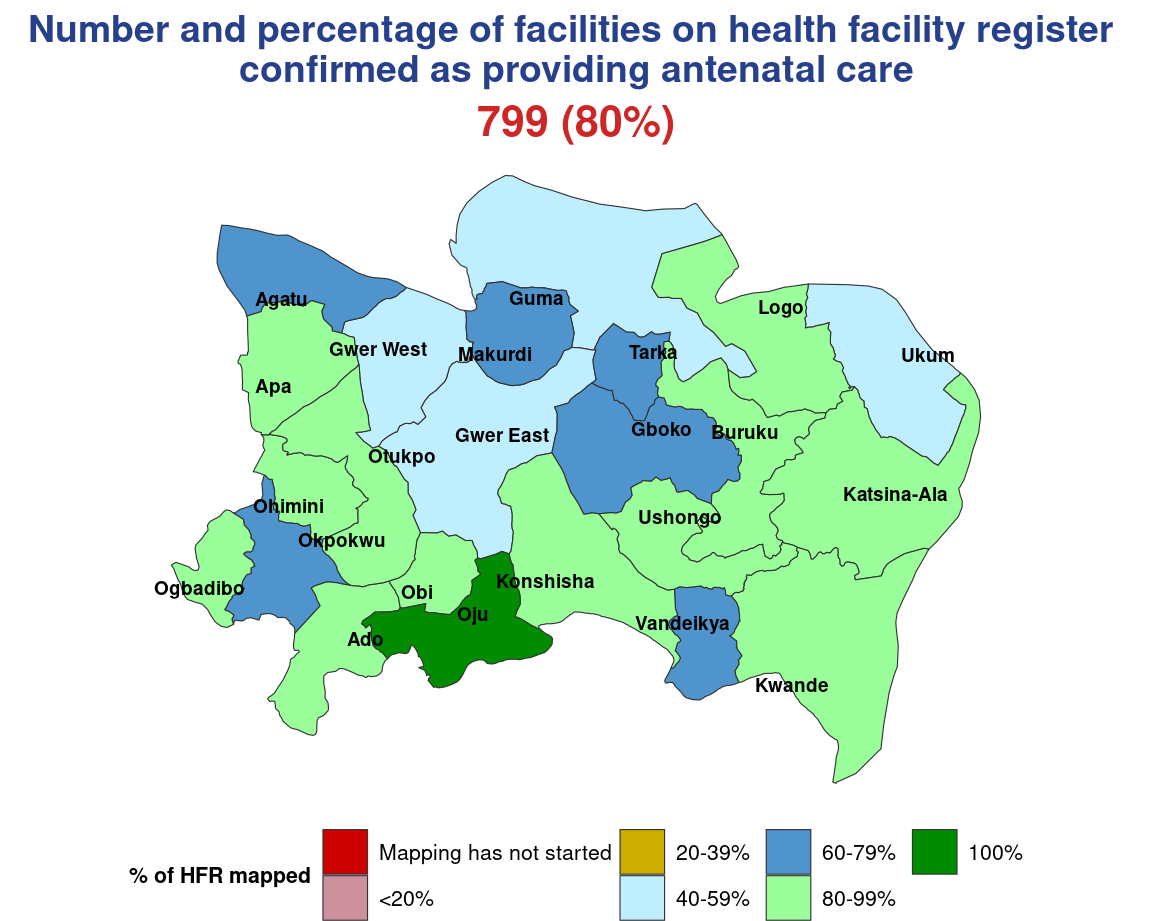 Number and percentage of facilities on health facility register
confirmed as providing antenatal care
799 (80%)
Agatu
Guma
Logo
Gwer West
Makurdi
Tarka
Ukum
Apa
Gwer East
Gboko
Buruku
Otukpo
Katsina-Ala
Ohimini
Ushongo
Okpokwu
Ogbadibo
Obi
Konshisha
Oju
Vandeikya
Ado
Kwande
% of HFR mapped
Mapping has not started
20-39%
60-79%
100%
<20%
40-59%
80-99%